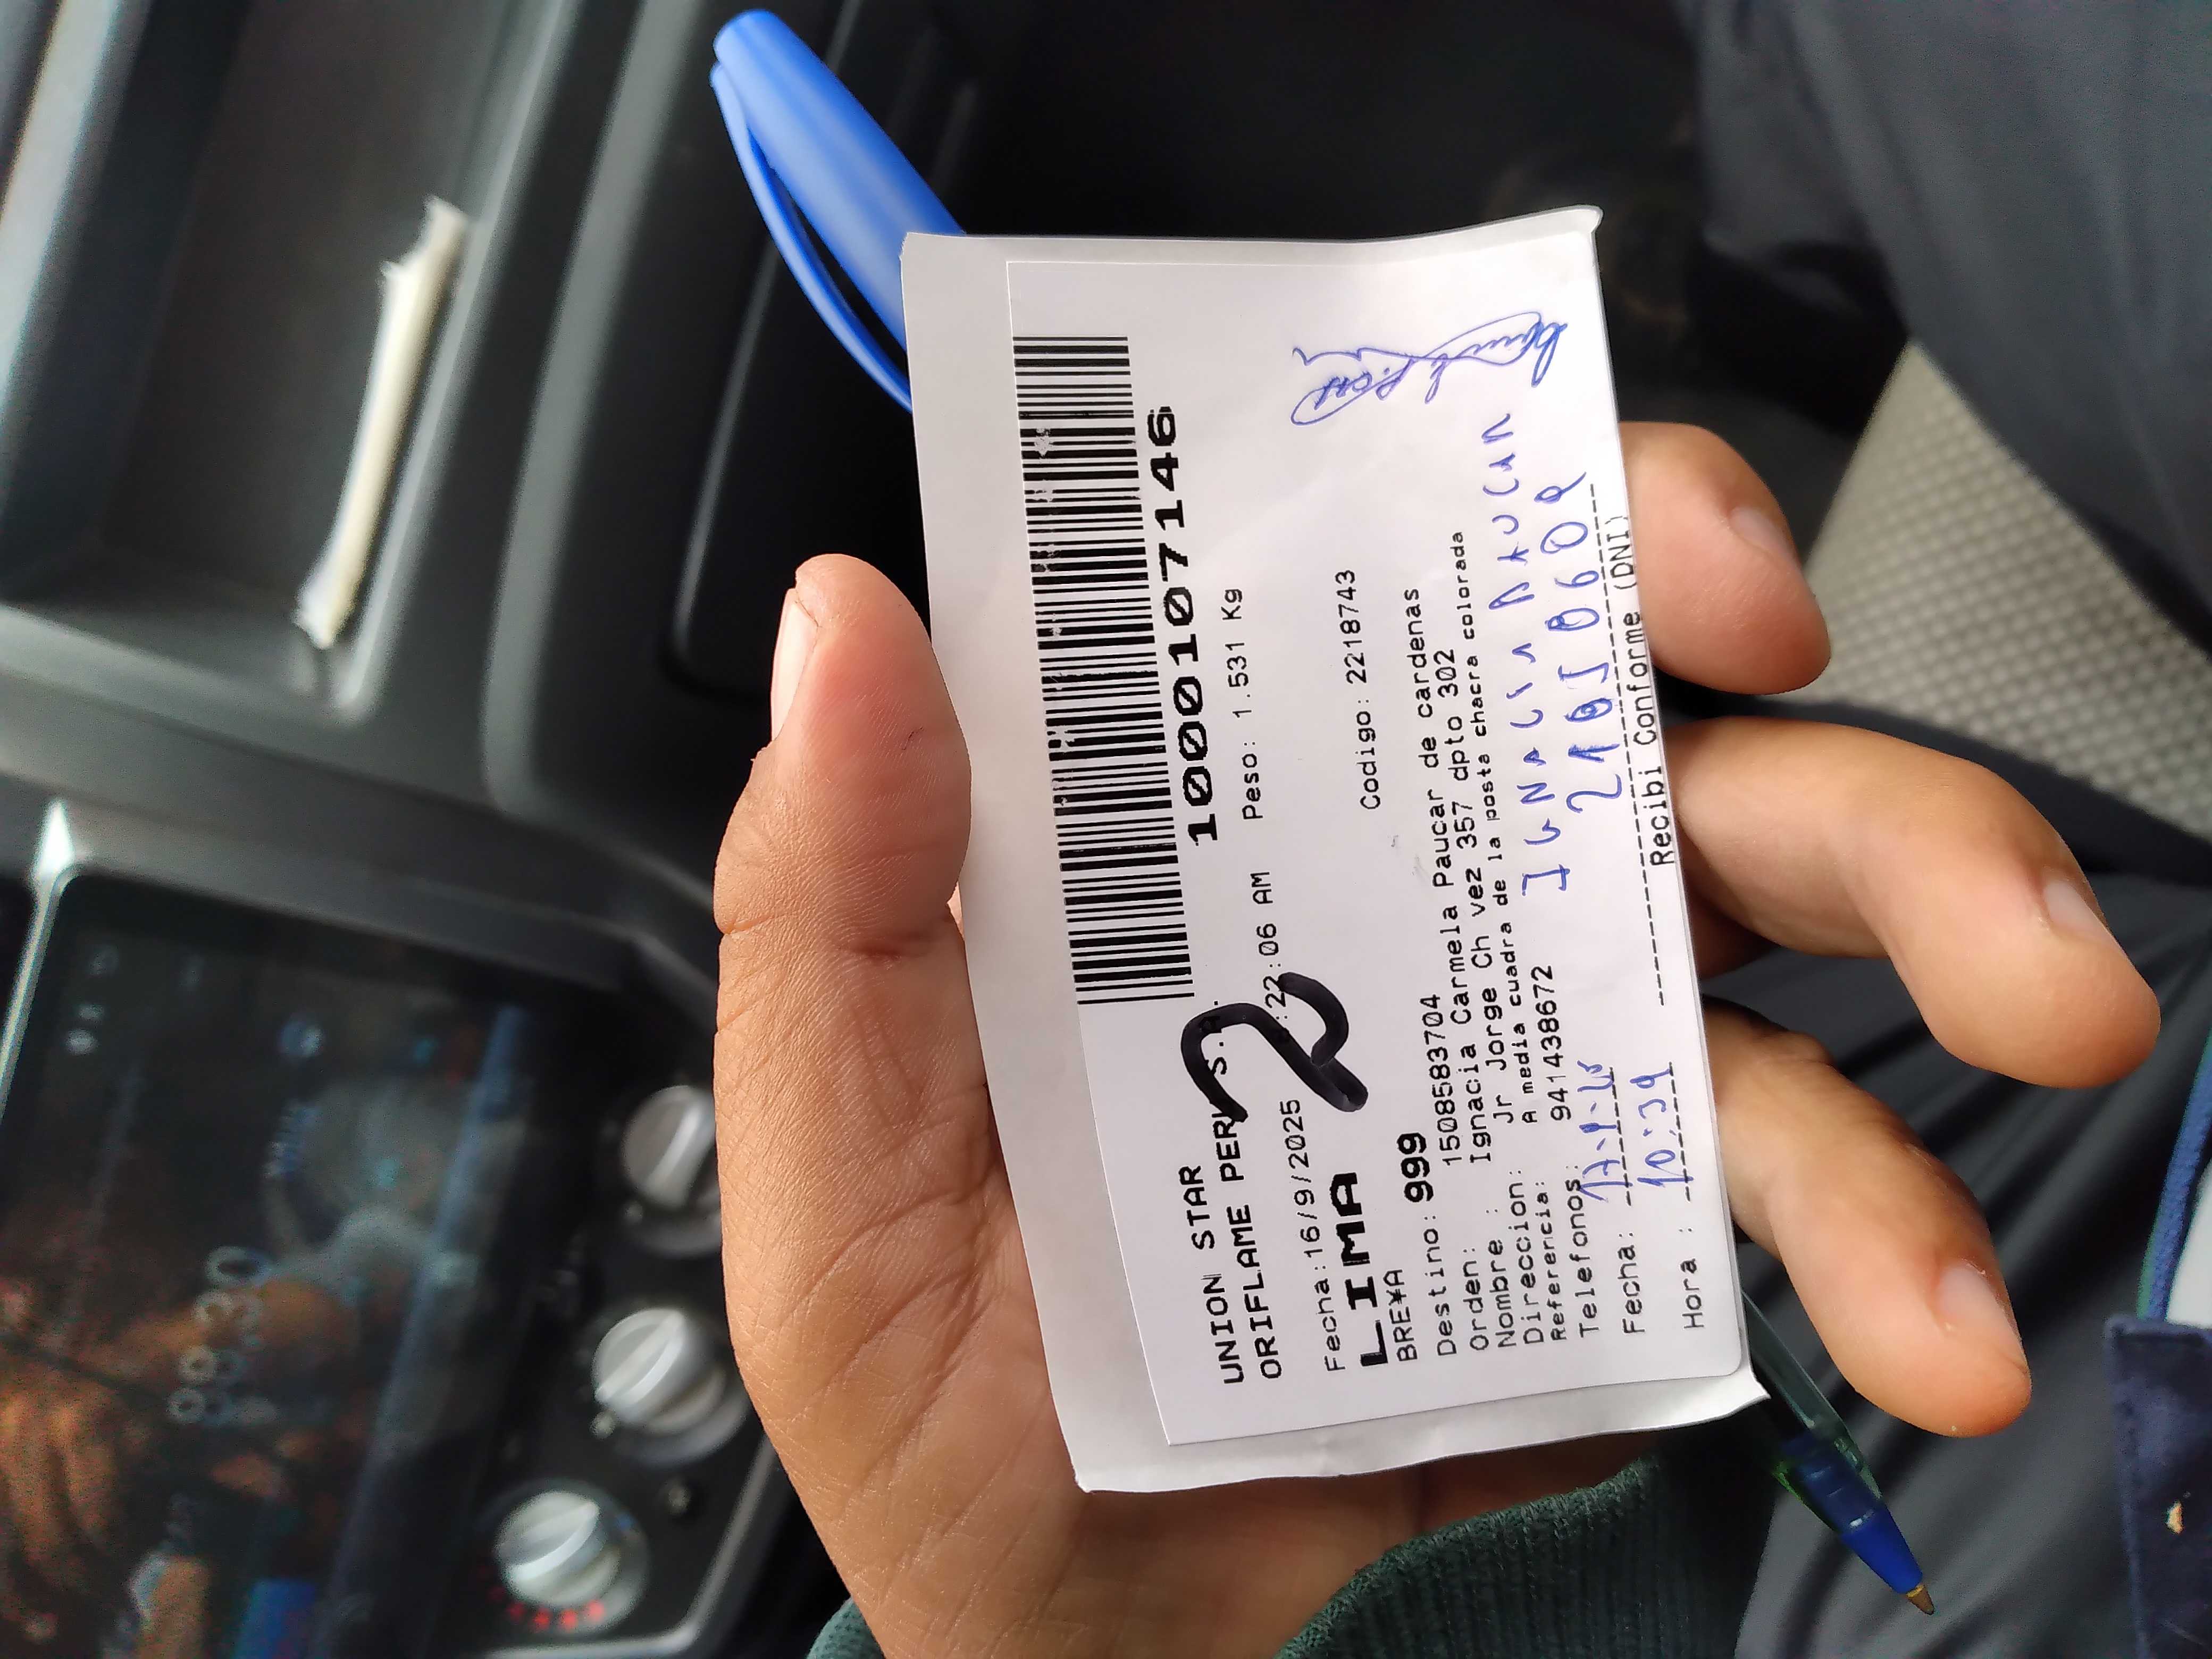 1000107146
UNION STAR
ORIFLAME PERU S.A.
Fecha:16/9/2025 :22:06 AM Peso: 1.531 Kg
LIMA
BRE¥A Codigo: 2218743
Destino: 999
Orden: 1508583704
Nombre : Ignacia Carmela Paucar de cardenas
Direccion: Jr Jorge Ch vez 357 dpto 302
Referencia: A media cuadra de la posta chacra colorada
Telefonos: 941438672
IGNACIA PAUCAR
Fecha:
Hora : 10:39
Recibi Conforme (DNI)